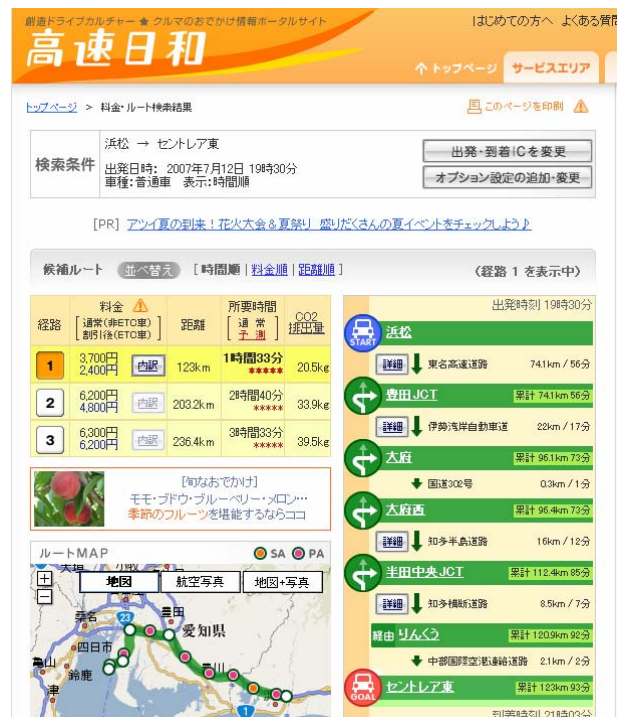 創造ドライブカルチャー ★ クルマのおでかけ情報ポータルサイト
はじめての方へ よくある質問
高速日和
トップページ サービスエリア
トップページ > 料金・ルート検索結果
このページを印刷
検索条件
浜松 → セントレア東
出発日時: 2007年7月12日 19時30分
車種:普通車 表示:時間順
出発・到着ICを変更
オプション設定の追加・変更
[PR] アツイ夏の到来!花火大会&夏祭り 盛りだくさんの夏イベントをチェックしよう♪
候補ルート 並べ替え [ 時間順 | 料金順 | 距離順 ]
(経路 1 を表示中)
経路 料金 [通常(非ETC車) 割引後(ETC車)] 距離 所要時間 [通常 予測] CO2排出量
1 3,700円 2,400円 内訳 123km 1時間33分 ***** 20.5kg
2 6,200円 4,800円 内訳 203.2km 2時間40分 ***** 33.9kg
3 6,300円 6,200円 内訳 236.4km 3時間33分 ***** 39.5kg
[旬なおでかけ]
モモ・ブドウ・ブルーベリー・メロン…
季節のフルーツを堪能するならココ
ルートMAP SA PA
地図 航空写真 地図+写真
桑名
23
豊田
愛知県
四日市
亀山
鈴鹿
津
1
出発時刻 19時30分
START 浜松
詳細 東名高速道路 74.1km / 56分
豊田JCT 累計 74.1km 56分
詳細 伊勢湾岸自動車道 22km / 17分
大府 累計 96.1km 73分
国道302号 0.3km / 1分
大府西 累計 96.4km 73分
詳細 知多半島道路 16km / 12分
半田中央JCT 累計 112.4km 85分
詳細 知多横断道路 8.5km / 7分
経由 りんくう 累計 120.9km 92分
中部国際空港連絡道路 2.1km / 2分
GOAL セントレア東 累計 123km 93分
到着時刻 21時03分